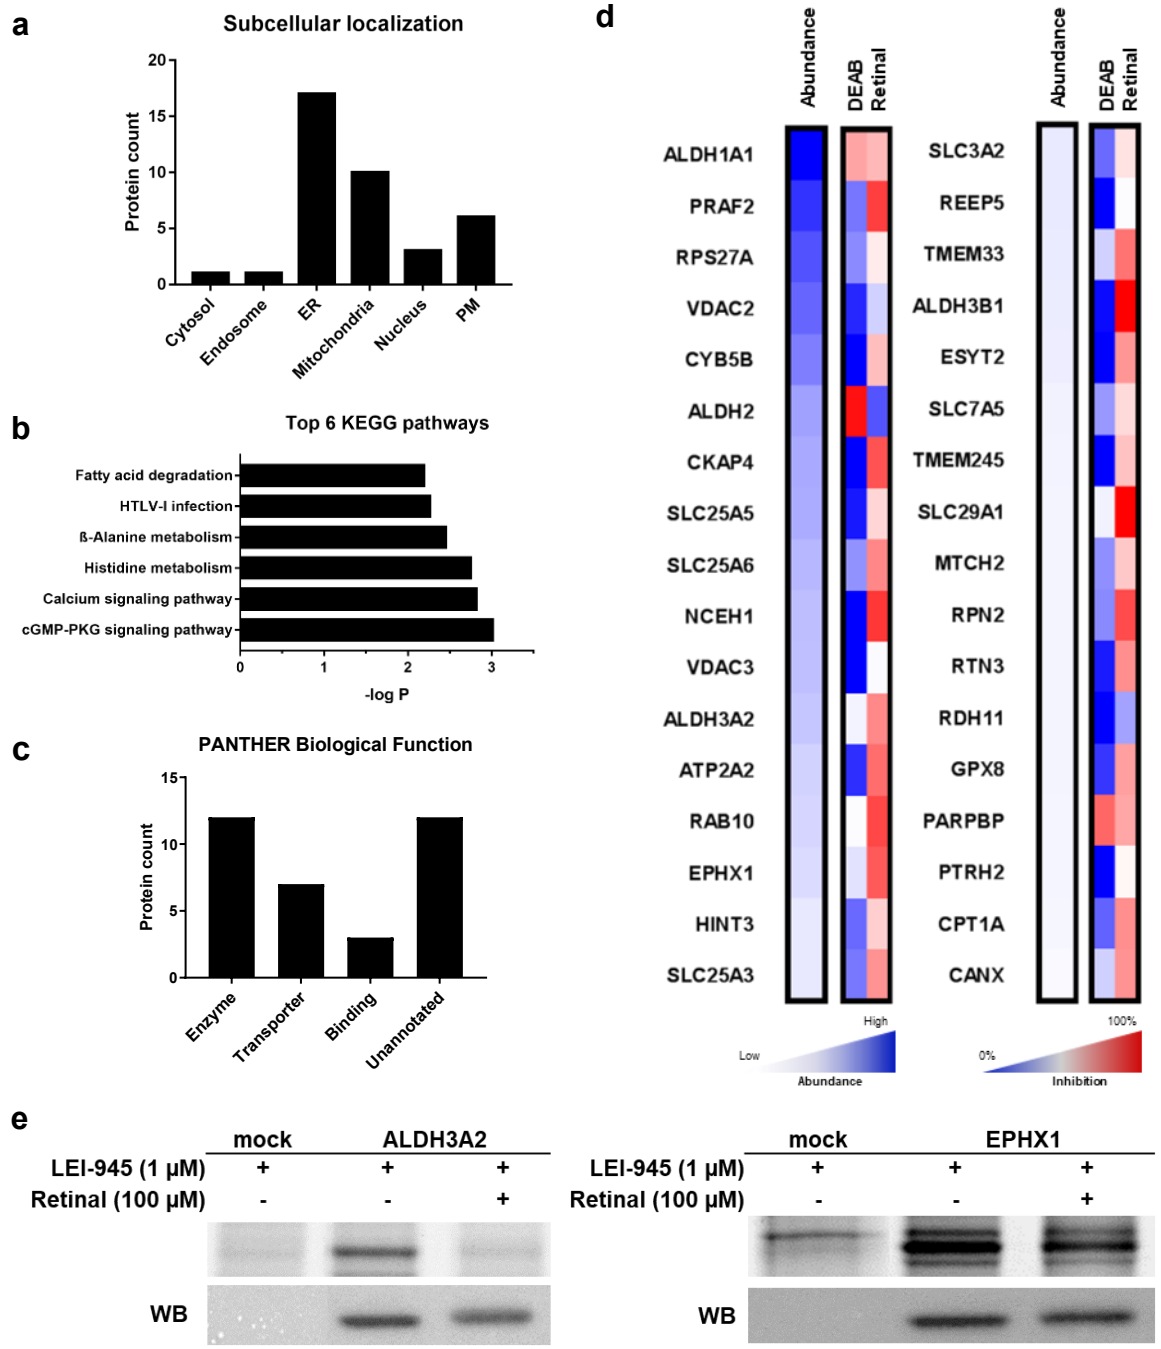 a
Subcellular localization
Protein count
20
15
10
5
0
Cytosol
Endosome
ER
Mitochondria
Nucleus
PM
b
Top 6 KEGG pathways
Fatty acid degradation
HTLV-I infection
ß-Alanine metabolism
Histidine metabolism
Calcium signaling pathway
cGMP-PKG signaling pathway
0 1 2 3
-log P
c
PANTHER Biological Function
Protein count
15
10
5
0
Enzyme
Transporter
Binding
Unannotated
d
Abundance
DEAB
Retinal
ALDH1A1
PRAF2
RPS27A
VDAC2
CYB5B
ALDH2
CKAP4
SLC25A5
SLC25A6
NCEH1
VDAC3
ALDH3A2
ATP2A2
RAB10
EPHX1
HINT3
SLC25A3
Low
High
Abundance
Abundance
DEAB
Retinal
SLC3A2
REEP5
TMEM33
ALDH3B1
ESYT2
SLC7A5
TMEM245
SLC29A1
MTCH2
RPN2
RTN3
RDH11
GPX8
PARPBP
PTRH2
CPT1A
CANX
0%
100%
Inhibition
e
mock ALDH3A2
LEI-945 (1 µM) + + +
Retinal (100 µM) - - +
WB
mock EPHX1
LEI-945 (1 µM) + + +
Retinal (100 µM) - - +
WB